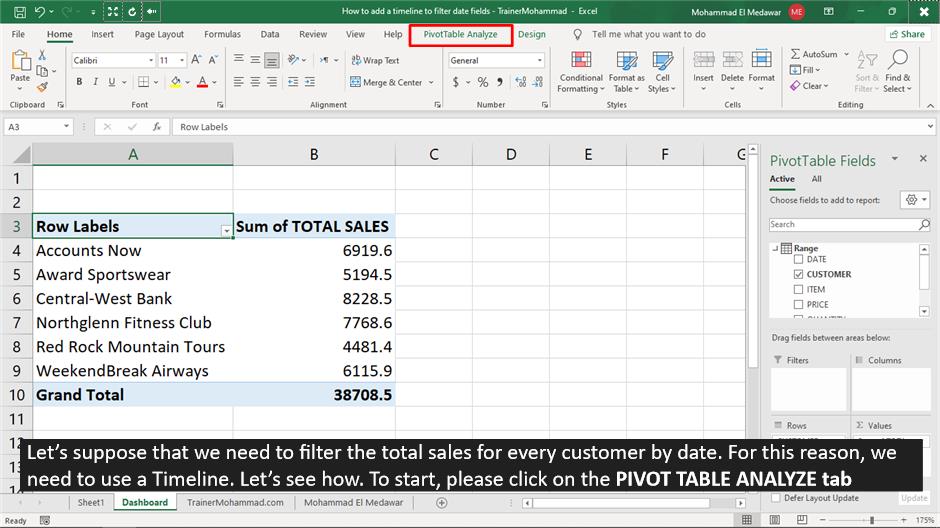 How to add a timeline to filter date fields - TrainerMohammad - Excel
Mohammad El Medawar ME
File Home Insert Page Layout Formulas Data Review View Help PivotTable Analyze Design Tell me what you want to do Share
Calibri 11 A A
Wrap Text
General
AutoSum
Fill
Clear
Paste
B I U
Merge & Center
$ % ,
Conditional Formatting
Format as Table
Cell Styles
Insert Delete Format
Sort & Filter
Find & Select
Clipboard Font Alignment Number Styles Cells Editing
A3 fx Row Labels
A B C D E F G
1
2
3 Row Labels Sum of TOTAL SALES
4 Accounts Now 6919.6
5 Award Sportswear 5194.5
6 Central-West Bank 8228.5
7 Northglenn Fitness Club 7768.6
8 Red Rock Mountain Tours 4481.4
9 WeekendBreak Airways 6115.9
10 Grand Total 38708.5
11
PivotTable Fields
Active All
Choose fields to add to report:
Search
Range
DATE
CUSTOMER
ITEM
PRICE
Drag fields between areas below:
Filters Columns
Rows Σ Values
Let's suppose that we need to filter the total sales for every customer by date. For this reason, we
need to use a Timeline. Let's see how. To start, please click on the PIVOT TABLE ANALYZE tab
Defer Layout Update Update
Sheet1 Dashboard TrainerMohammad.com Mohammad El Medawar
Ready 175%